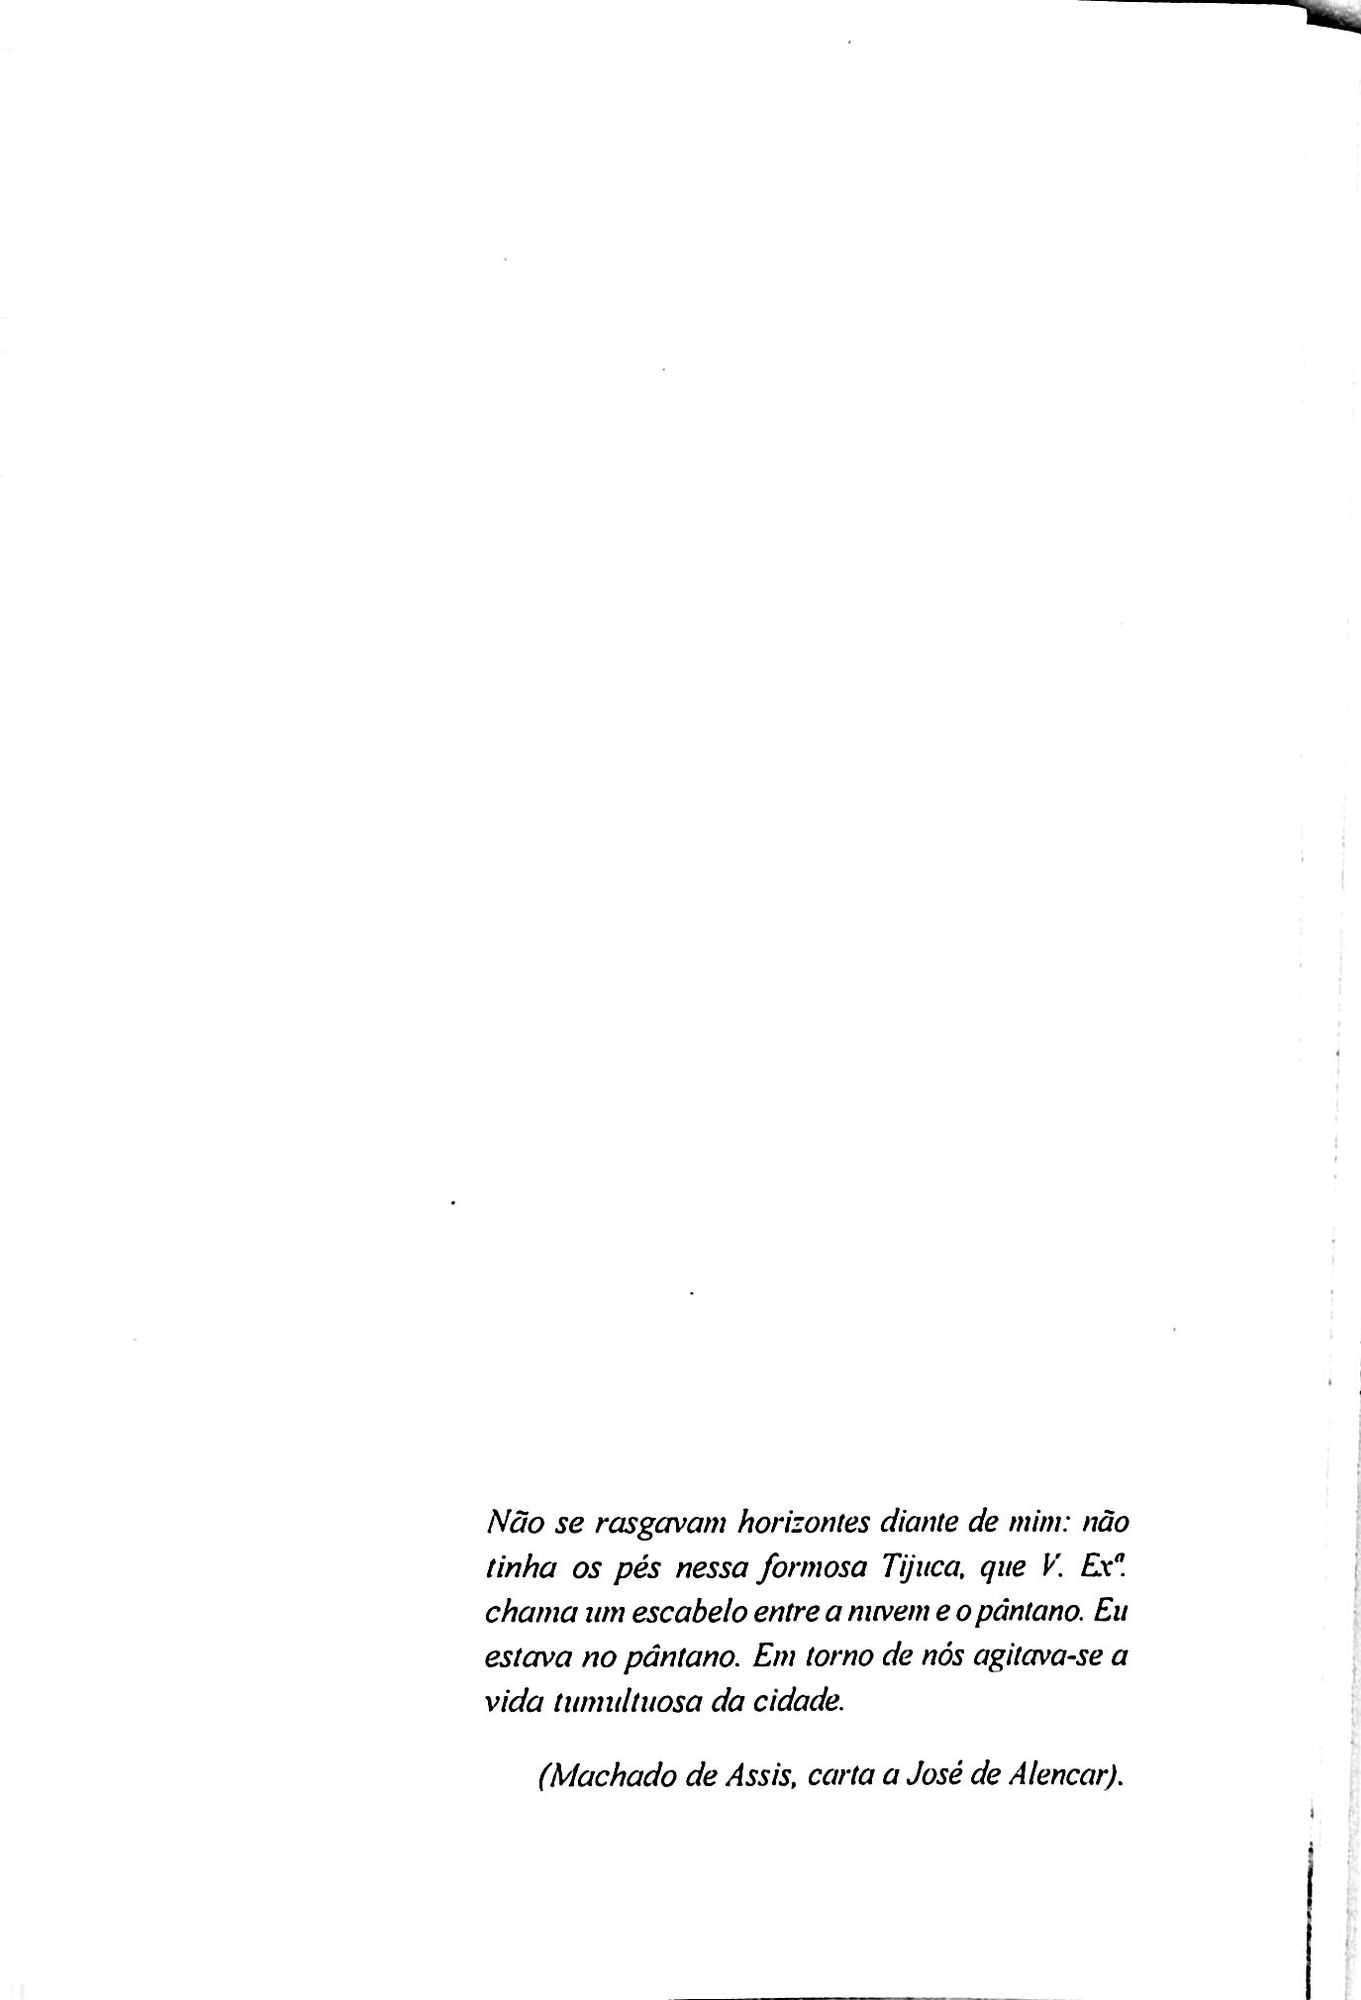 Não se rasgavam horizontes diante de mim: não
tinha os pés nessa formosa Tijuca, que V. Exª.
chama um escabelo entre a nuvem e o pântano. Eu
estava no pântano. Em torno de nós agitava-se a
vida tumultuosa da cidade.
(Machado de Assis, carta a José de Alencar).